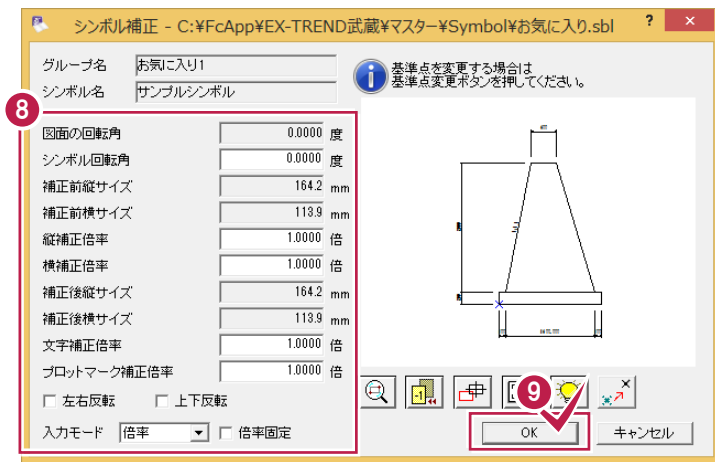 シンボル補正 - C:¥FcApp¥EX-TREND武蔵¥マスター¥Symbol¥お気に入り.sbl ? ×
グループ名 お気に入り1
シンボル名 サンプルシンボル
基準点を変更する場合は
基準点変更ボタンを押してください。
8
図面の回転角 0.0000 度
シンボル回転角 0.0000 度
補正前縦サイズ 164.2 mm
補正前横サイズ 113.9 mm
縦補正倍率 1.0000 倍
横補正倍率 1.0000 倍
補正後縦サイズ 164.2 mm
補正後横サイズ 113.9 mm
文字補正倍率 1.0000 倍
プロットマーク補正倍率 1.0000 倍
左右反転 上下反転
入力モード 倍率 倍率固定
-1
9
OK キャンセル